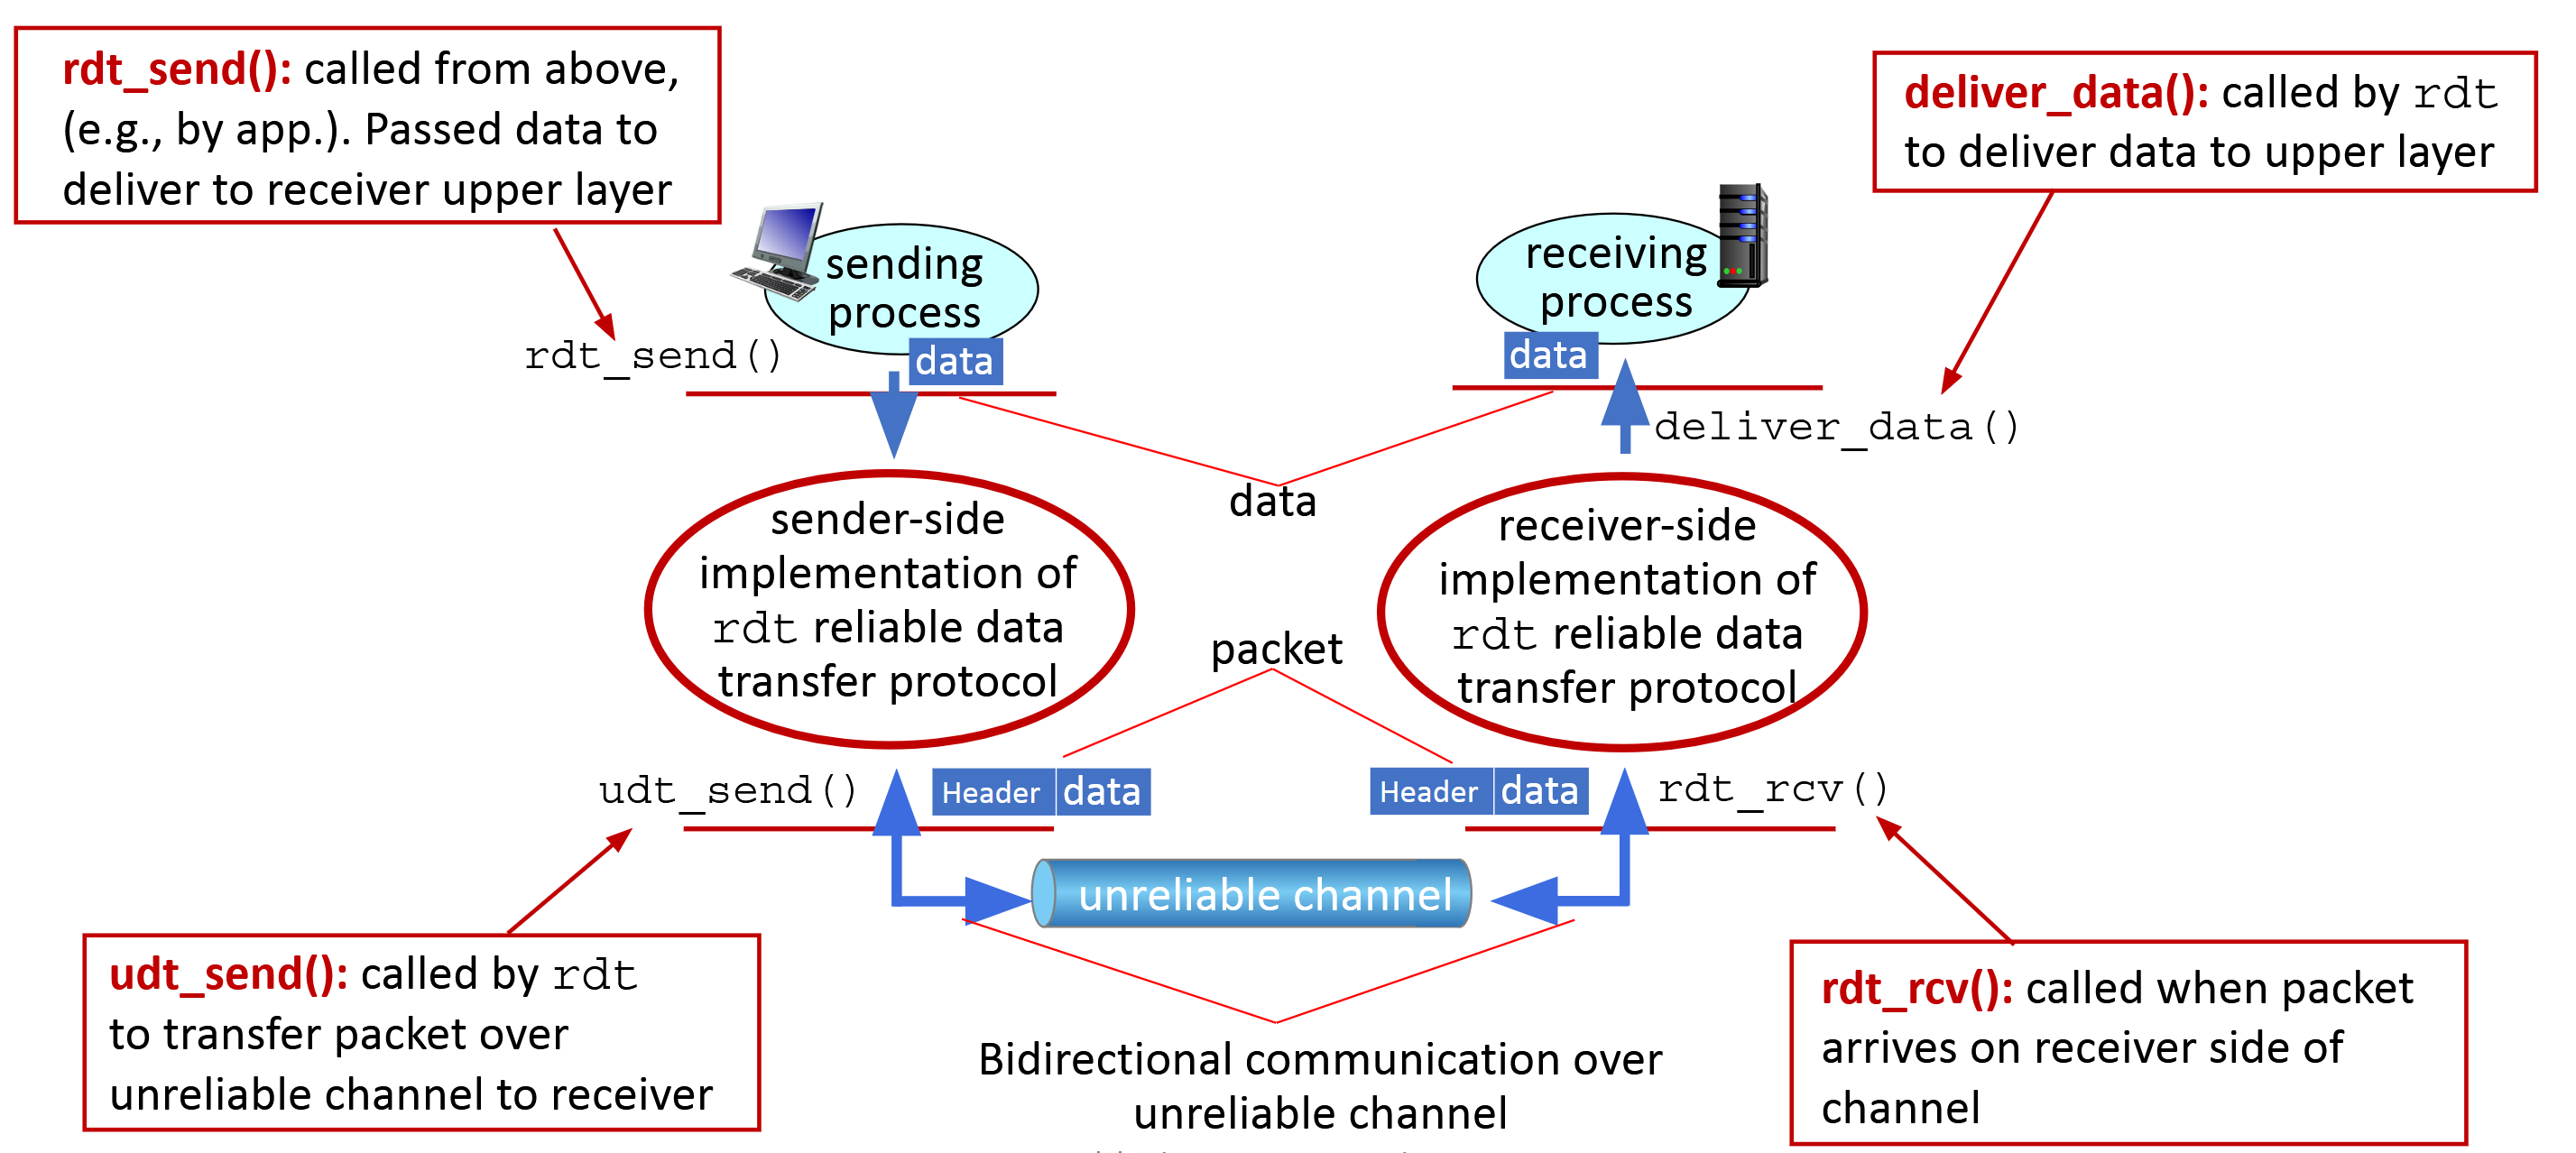 rdt_send(): called from above,
(e.g., by app.). Passed data to
deliver to receiver upper layer
deliver_data(): called by rdt
to deliver data to upper layer
sending
process
receiving
process
rdt_send()
data
data
deliver_data()
data
sender-side
implementation of
rdt reliable data
transfer protocol
receiver-side
implementation of
rdt reliable data
transfer protocol
packet
udt_send()
Header data
Header data
rdt_rcv()
unreliable channel
udt_send(): called by rdt
to transfer packet over
unreliable channel to receiver
Bidirectional communication over
unreliable channel
rdt_rcv(): called when packet
arrives on receiver side of
channel